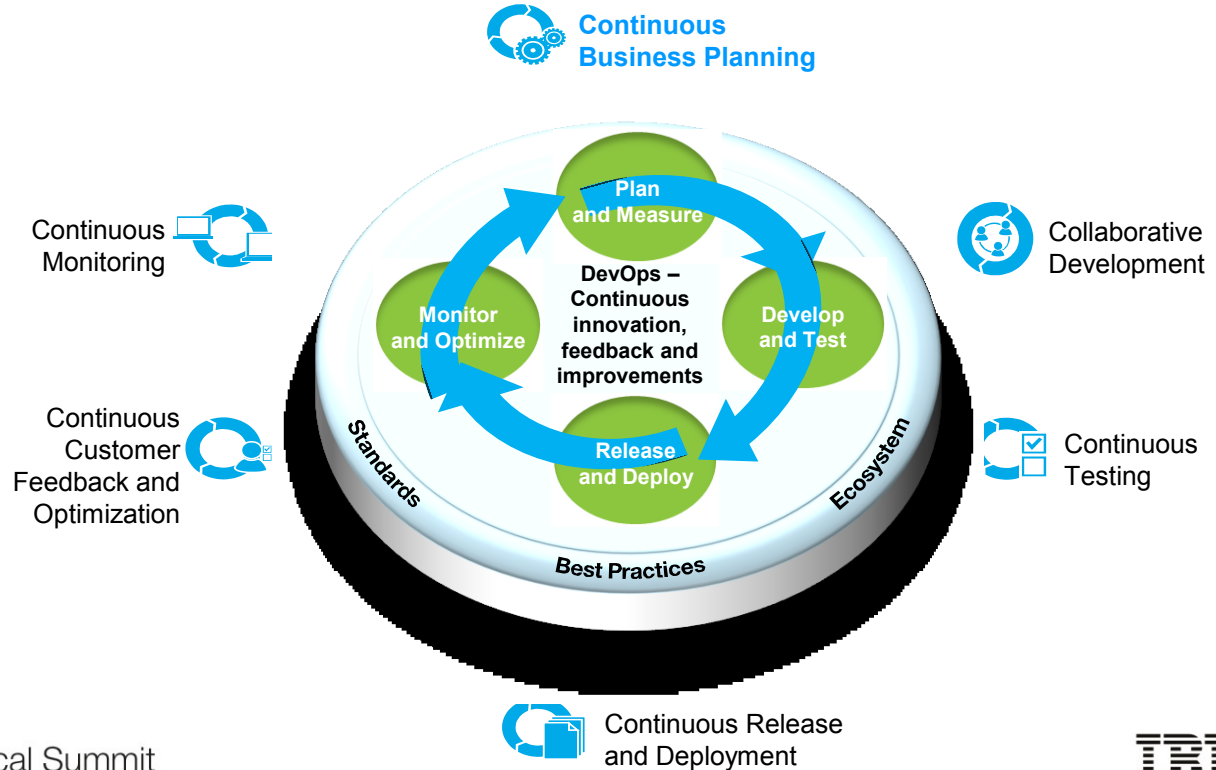 Continuous
Business Planning
Continuous
Monitoring
Collaborative
Development
Plan
and Measure
DevOps –
Continuous
innovation,
feedback and
improvements
Monitor
and Optimize
Develop
and Test
Release
and Deploy
Continuous
Customer
Feedback and
Optimization
Continuous
Testing
Standards
Best Practices
Ecosystem
Continuous Release
and Deployment
Summit